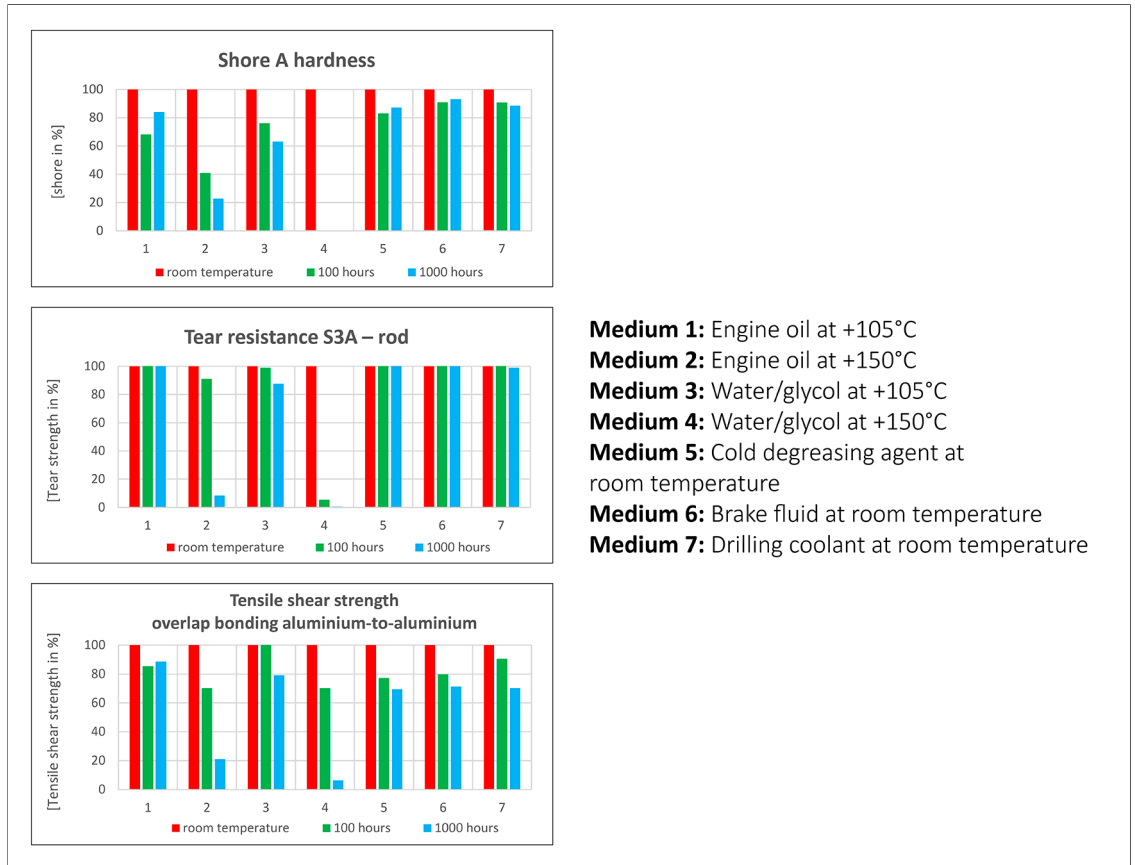 Shore A hardness
[shore in %]
100
80
60
40
20
0
1 2 3 4 5 6 7
room temperature 100 hours 1000 hours
Tear resistance S3A – rod
[Tear strength in %]
100
80
60
40
20
0
1 2 3 4 5 6 7
room temperature 100 hours 1000 hours
Tensile shear strength
overlap bonding aluminium-to-aluminium
[Tensile shear strength in %]
100
80
60
40
20
0
1 2 3 4 5 6 7
room temperature 100 hours 1000 hours
Medium 1: Engine oil at +105°C
Medium 2: Engine oil at +150°C
Medium 3: Water/glycol at +105°C
Medium 4: Water/glycol at +150°C
Medium 5: Cold degreasing agent at
room temperature
Medium 6: Brake fluid at room temperature
Medium 7: Drilling coolant at room temperature